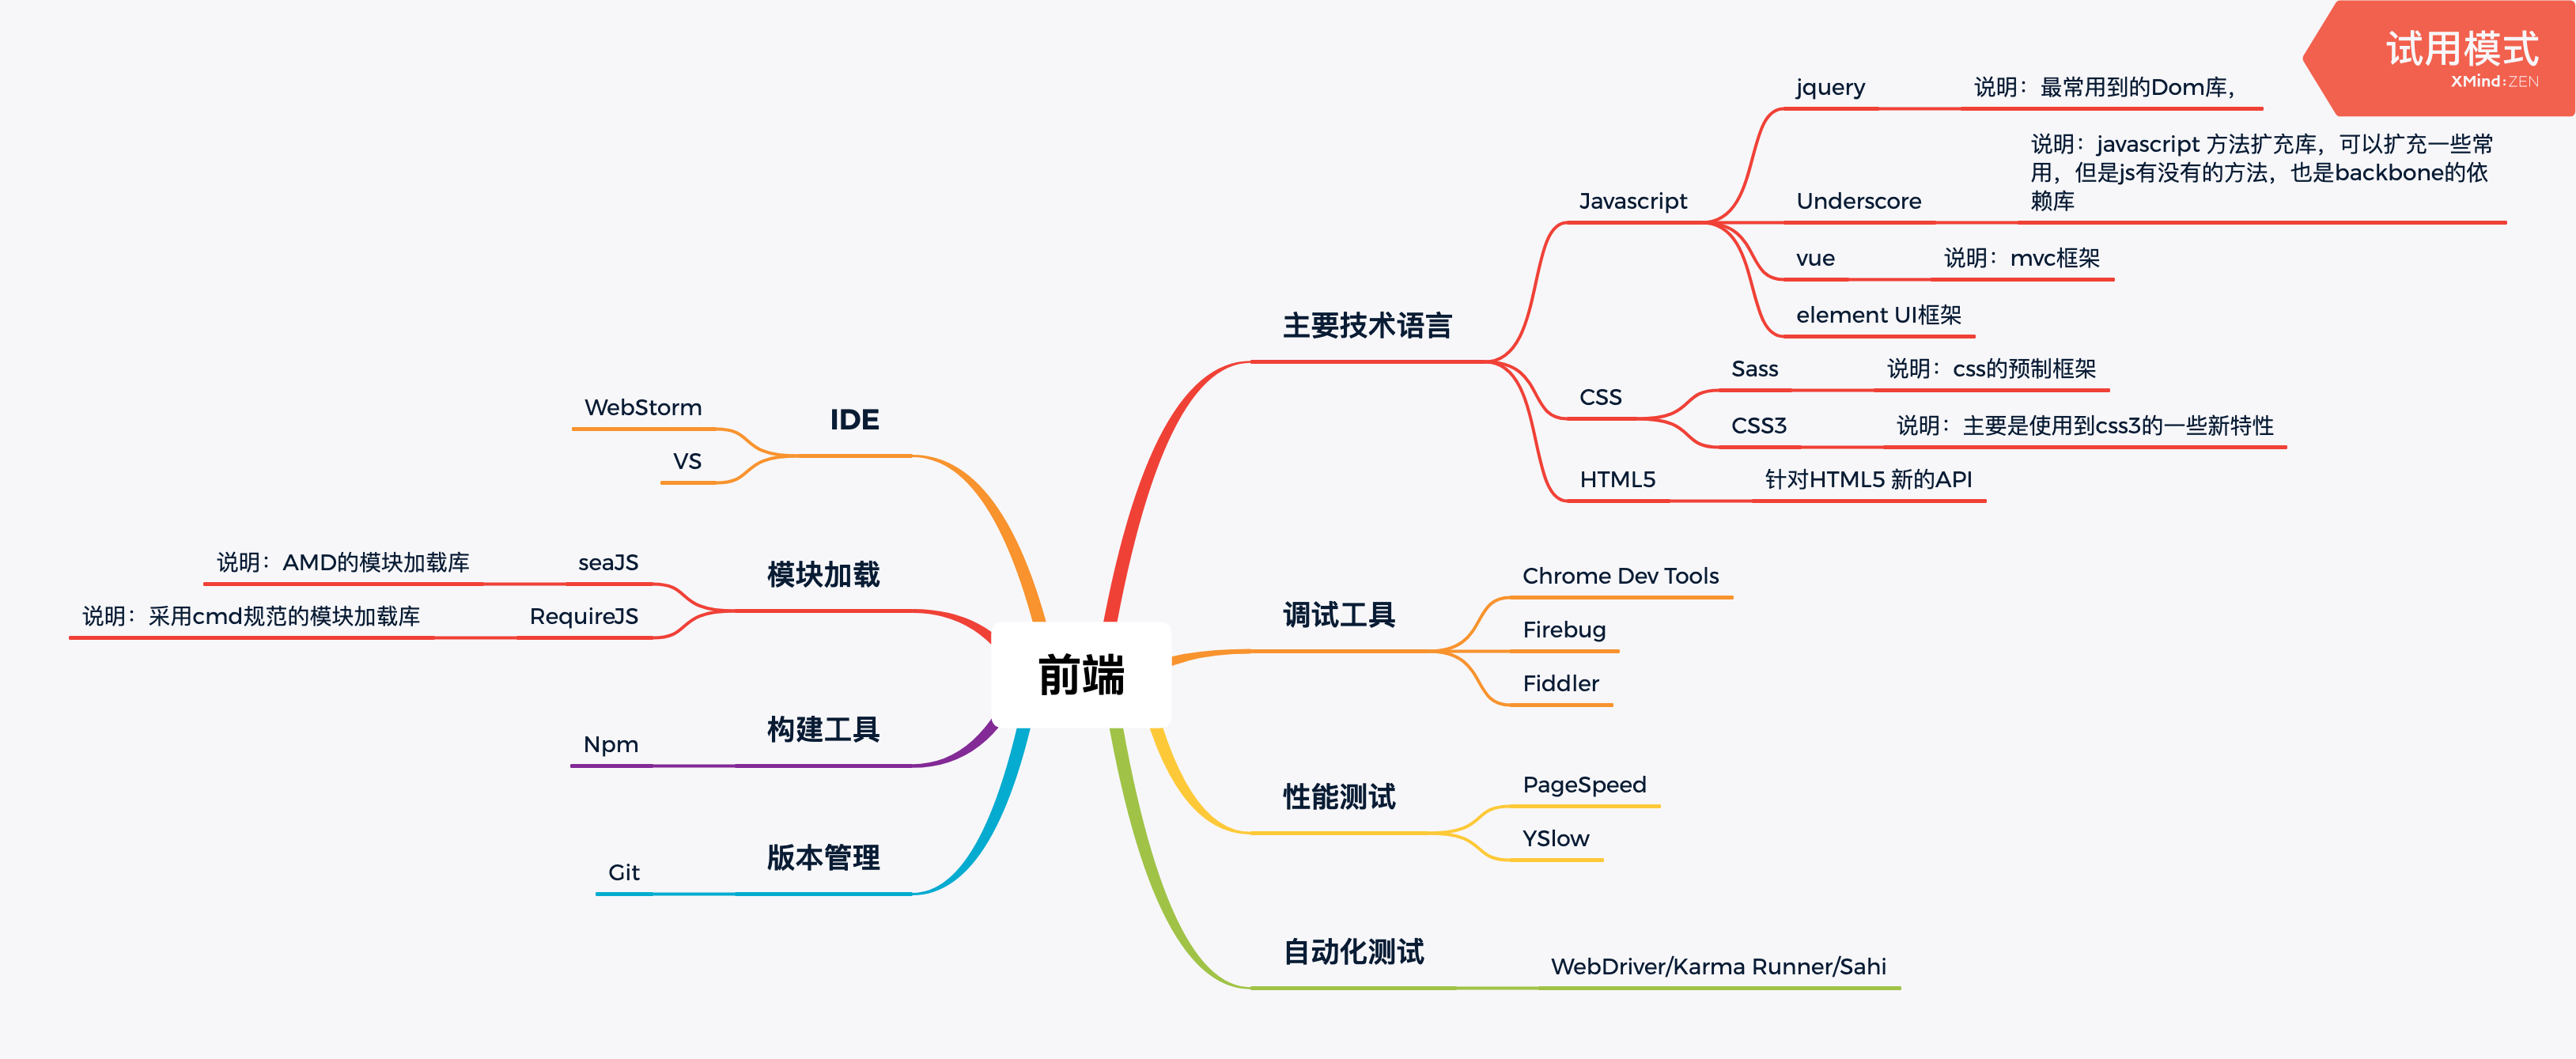 试用模式
XMind:ZEN
前端
主要技术语言
Javascript
jquery
说明：最常用到的Dom库，
Underscore
说明：javascript 方法扩充库，可以扩充一些常
用，但是js有没有的方法，也是backbone的依
赖库
vue
说明：mvc框架
element UI框架
CSS
Sass
说明：css的预制框架
CSS3
说明：主要是使用到css3的一些新特性
HTML5
针对HTML5 新的API
调试工具
Chrome Dev Tools
Firebug
Fiddler
性能测试
PageSpeed
YSlow
自动化测试
WebDriver/Karma Runner/Sahi
IDE
WebStorm
VS
模块加载
seaJS
说明：AMD的模块加载库
RequireJS
说明：采用cmd规范的模块加载库
构建工具
Npm
版本管理
Git